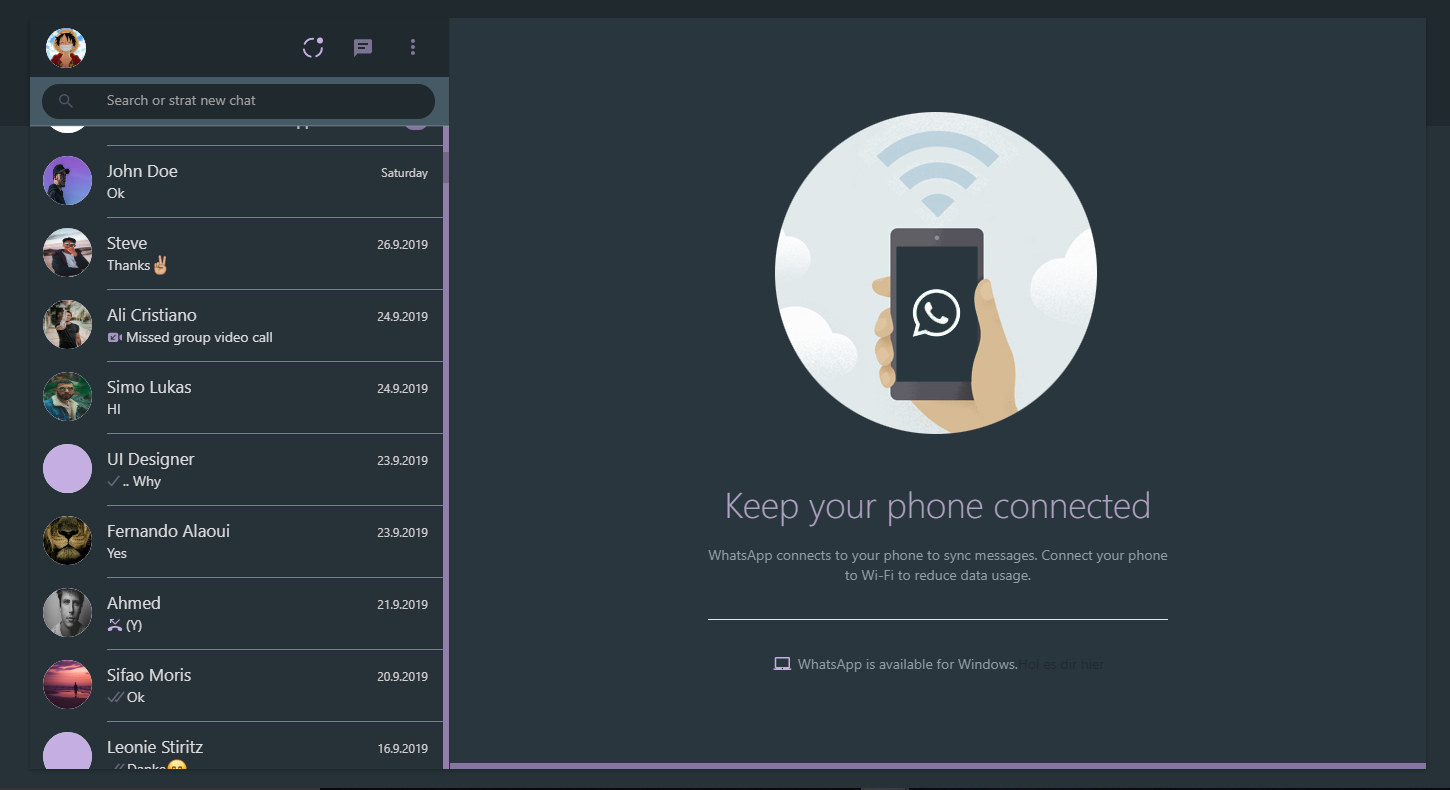 Search or strat new chat
John Doe
Saturday
Ok
Steve
26.9.2019
Thanks✌🏼
Ali Cristiano
24.9.2019
Missed group video call
Simo Lukas
24.9.2019
HI
UI Designer
23.9.2019
.. Why
Fernando Alaoui
23.9.2019
Yes
Ahmed
21.9.2019
(Y)
Sifao Moris
20.9.2019
Ok
Leonie Stiritz
16.9.2019
Danke😊
Keep your phone connected
WhatsApp connects to your phone to sync messages. Connect your phone
to Wi-Fi to reduce data usage.
WhatsApp is available for Windows. Hol es dir hier